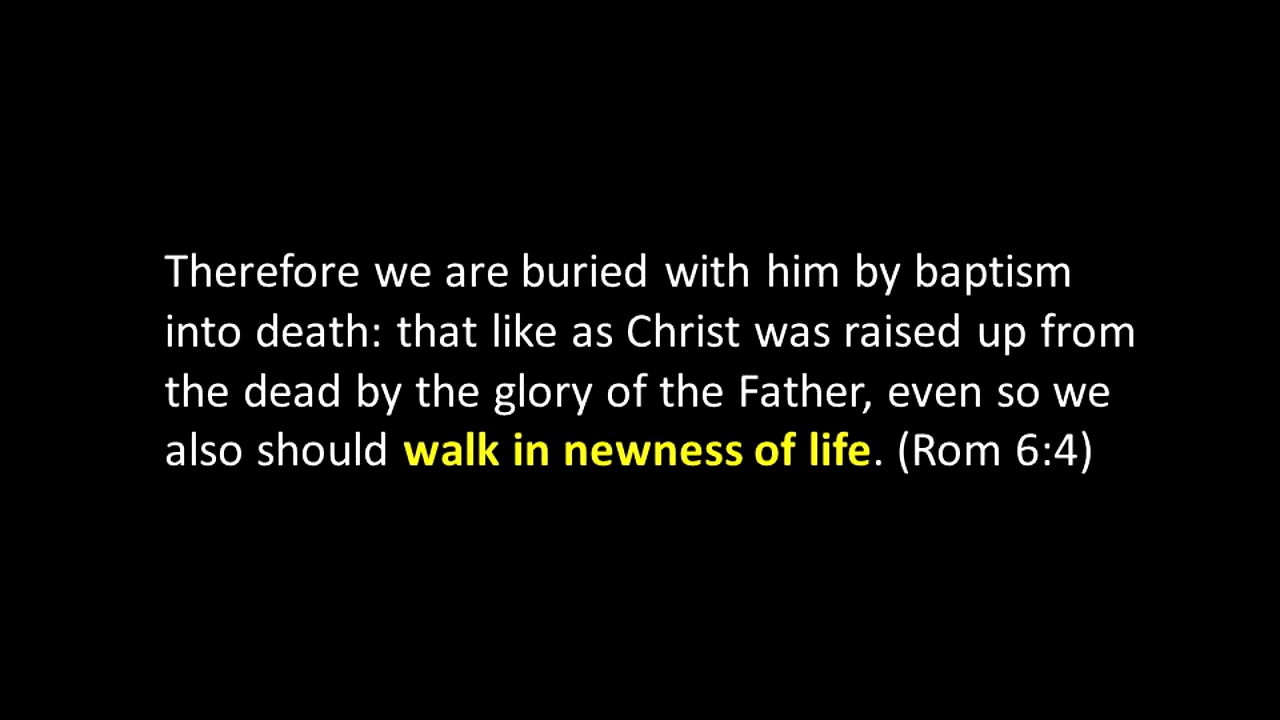 Therefore we are buried with him by baptism
into death: that like as Christ was raised up from
the dead by the glory of the Father, even so we
also should walk in newness of life. (Rom 6:4)